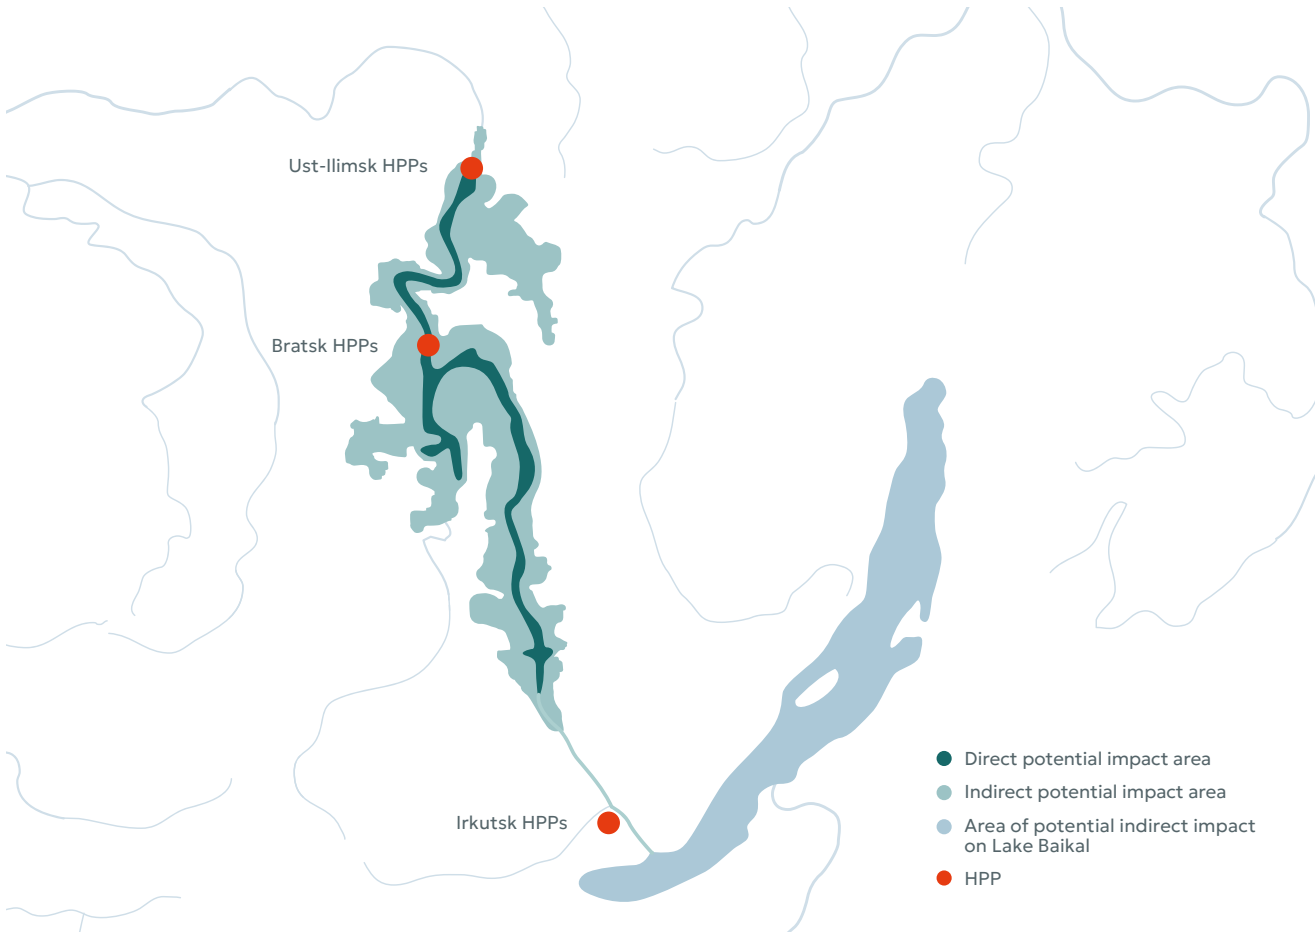 Ust-Ilimsk HPPs
Bratsk HPPs
Irkutsk HPPs
Direct potential impact area
Indirect potential impact area
Area of potential indirect impact
on Lake Baikal
HPP